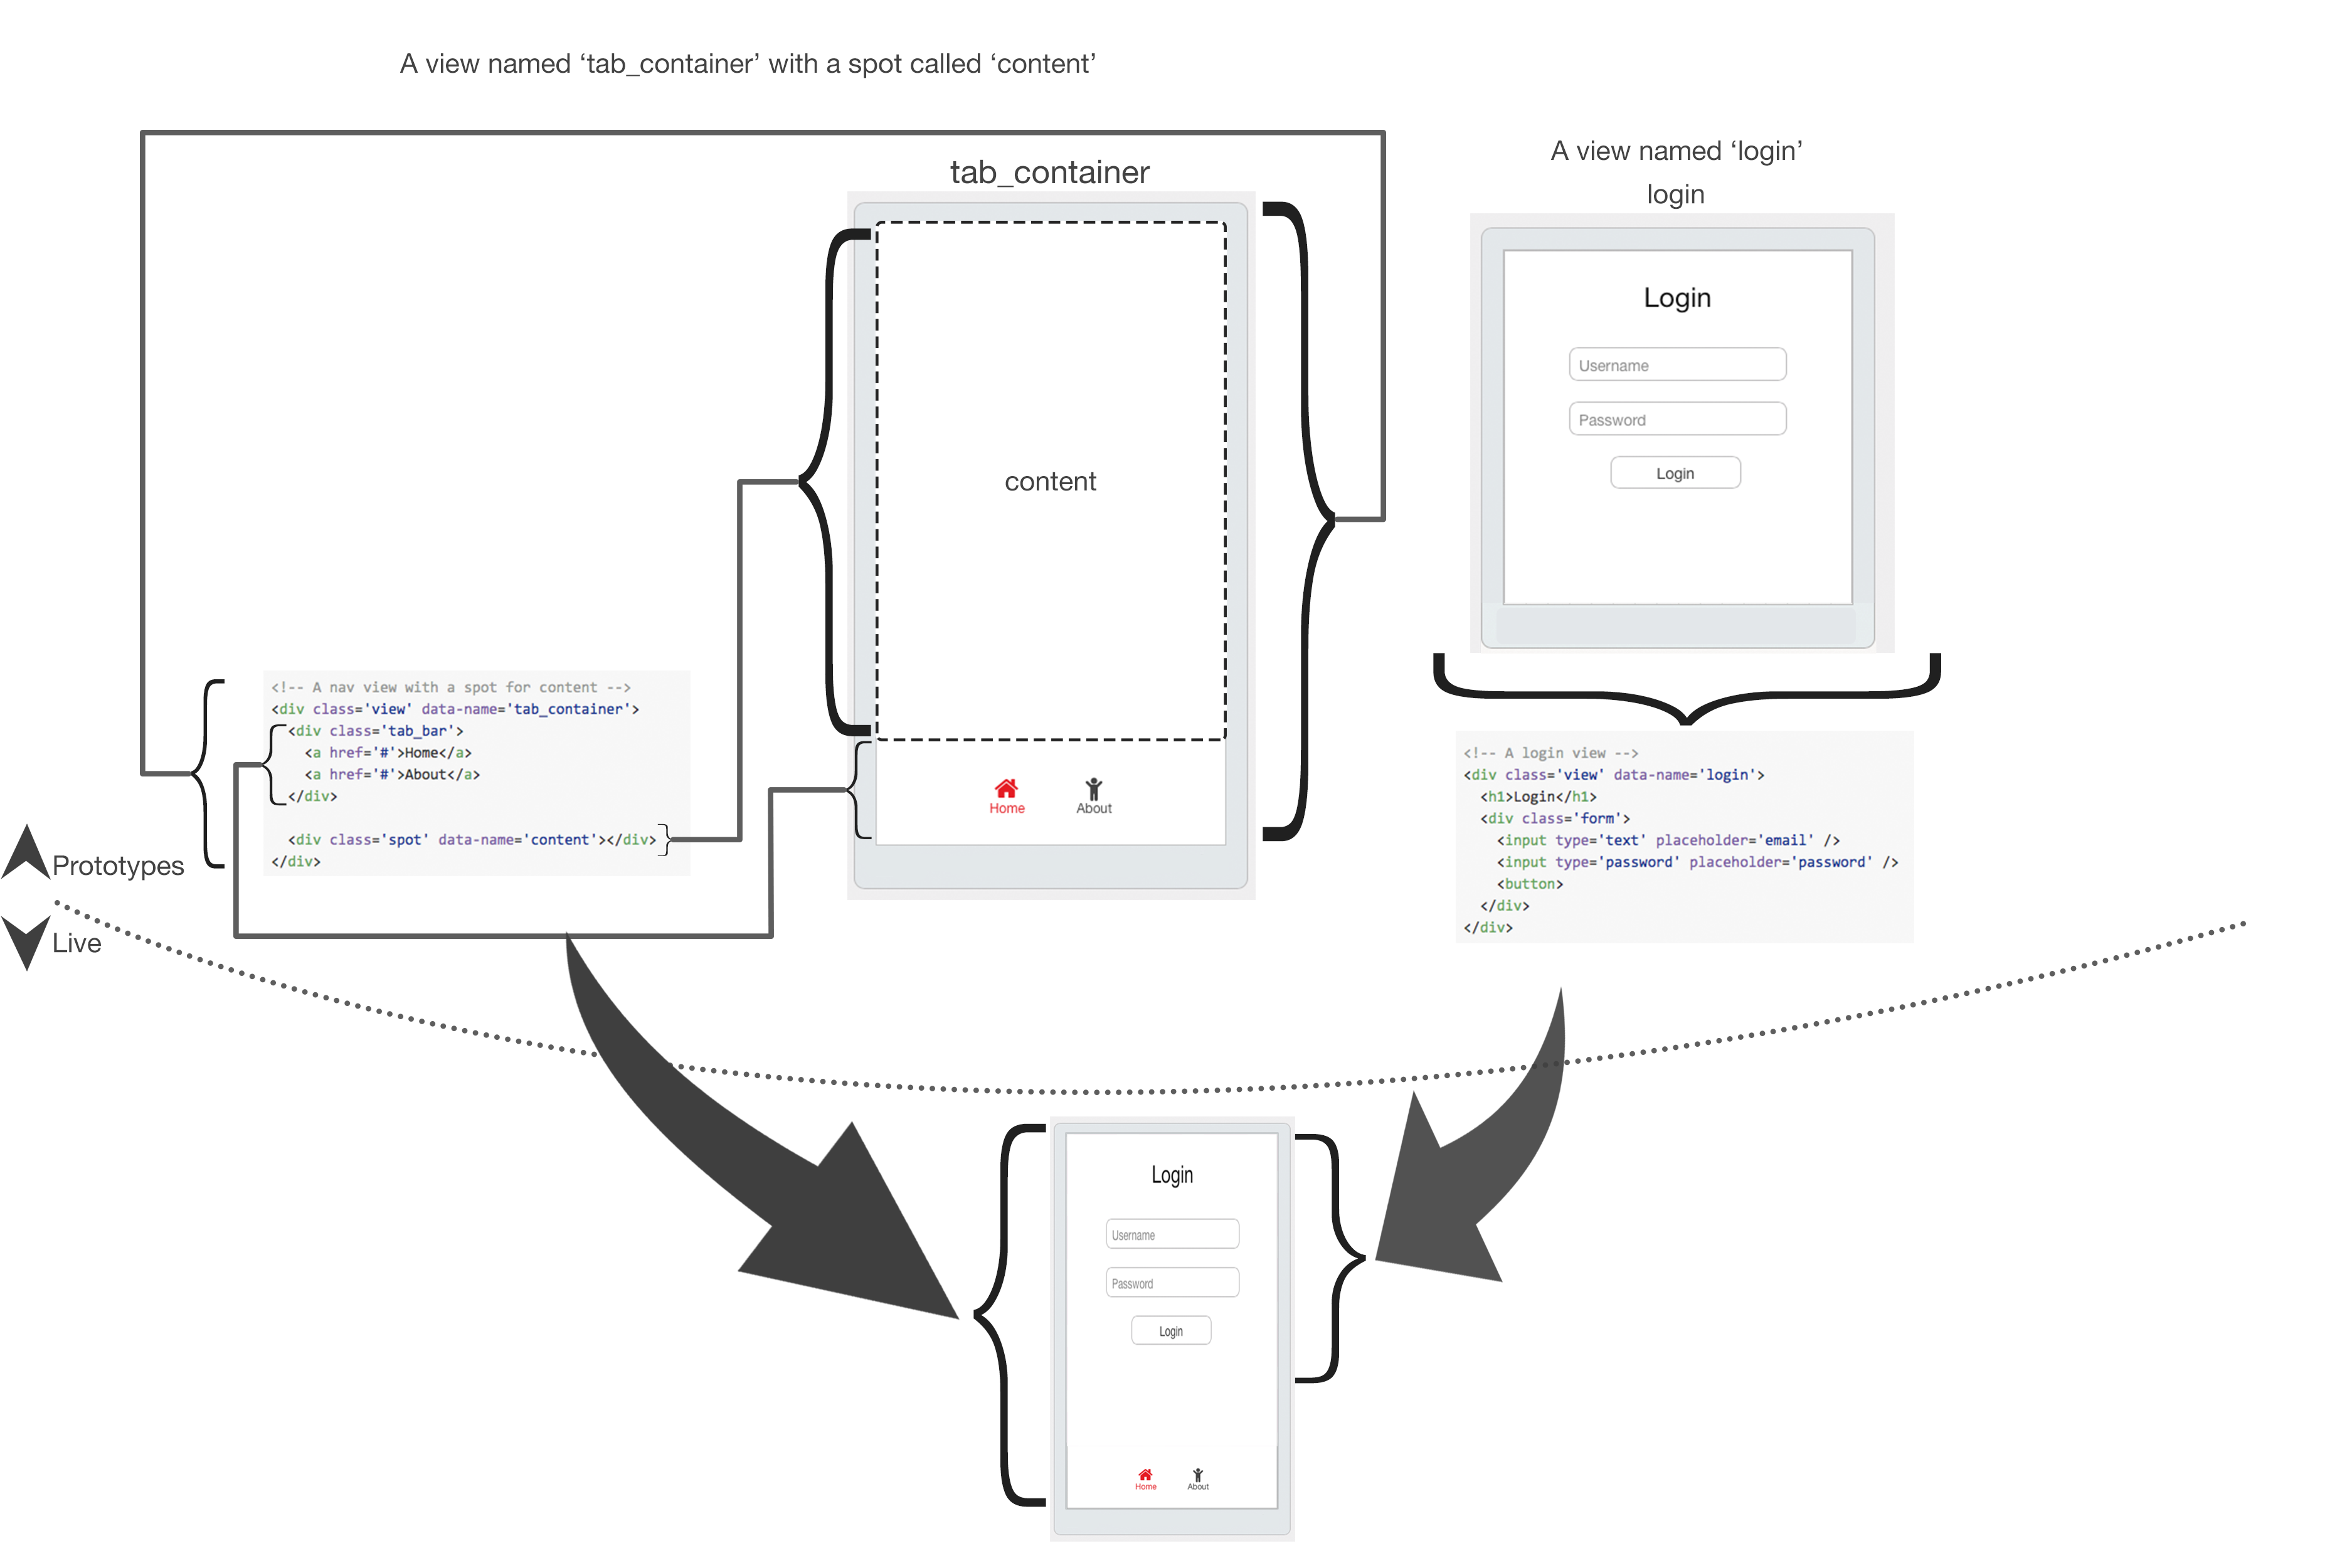 A view named ‘tab_container’ with a spot called ‘content’
tab_container
content
Home
About
A view named ‘login’
login
Login
Username
Password
Login
<!-- A nav view with a spot for content -->
<div class='view' data-name='tab_container'>
<div class='tab_bar'>
<a href='#'>Home</a>
<a href='#'>About</a>
</div>
<div class='spot' data-name='content'></div>
</div>
<!-- A login view -->
<div class='view' data-name='login'>
<h1>Login</h1>
<div class='form'>
<input type='text' placeholder='email' />
<input type='password' placeholder='password' />
<button>
</div>
</div>
Prototypes
Live
Login
Username
Password
Login
Home
About